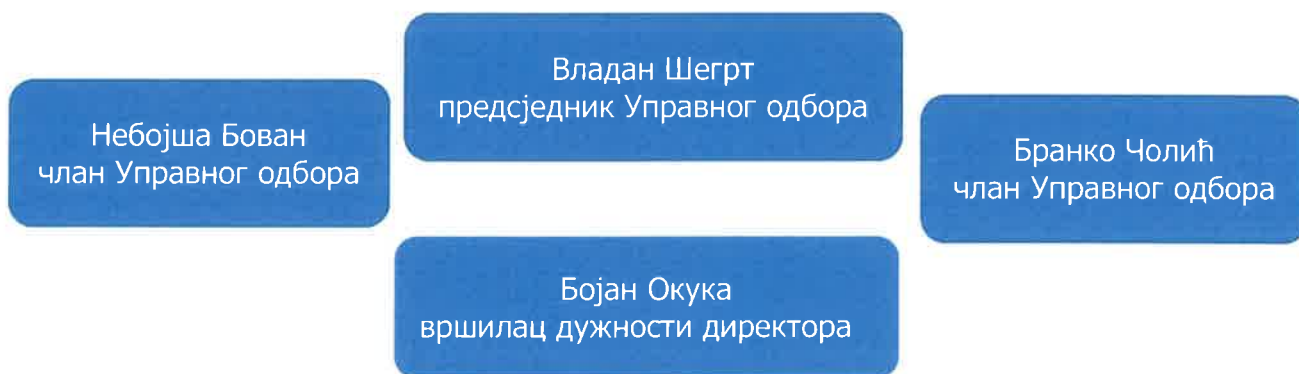 Владан Шегрт
предсједник Управног одбора
Небојша Бован
члан Управног одбора
Бранко Чолић
члан Управног одбора
Бојан Окука
вршилац дужности директора